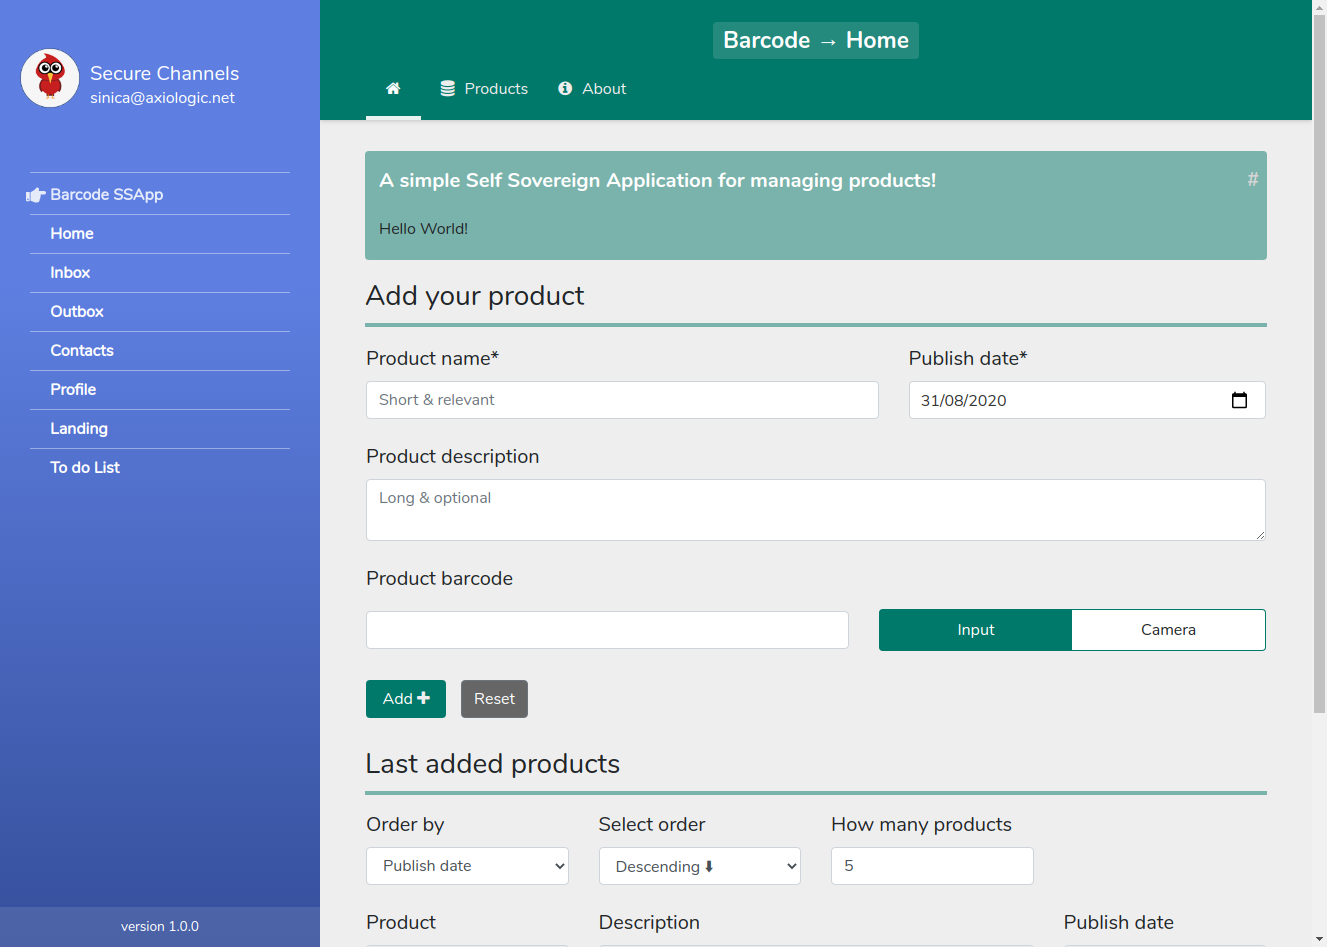 Secure Channels
sinica@axiologic.net
Barcode SSApp
Home
Inbox
Outbox
Contacts
Profile
Landing
To do List
version 1.0.0
Barcode → Home
Products
About
A simple Self Sovereign Application for managing products!
#
Hello World!
Add your product
Product name*
Publish date*
Short & relevant
31/08/2020
Product description
Long & optional
Product barcode
Input
Camera
Add
Reset
Last added products
Order by
Select order
How many products
Publish date
Descending ⬇
5
Product
Description
Publish date